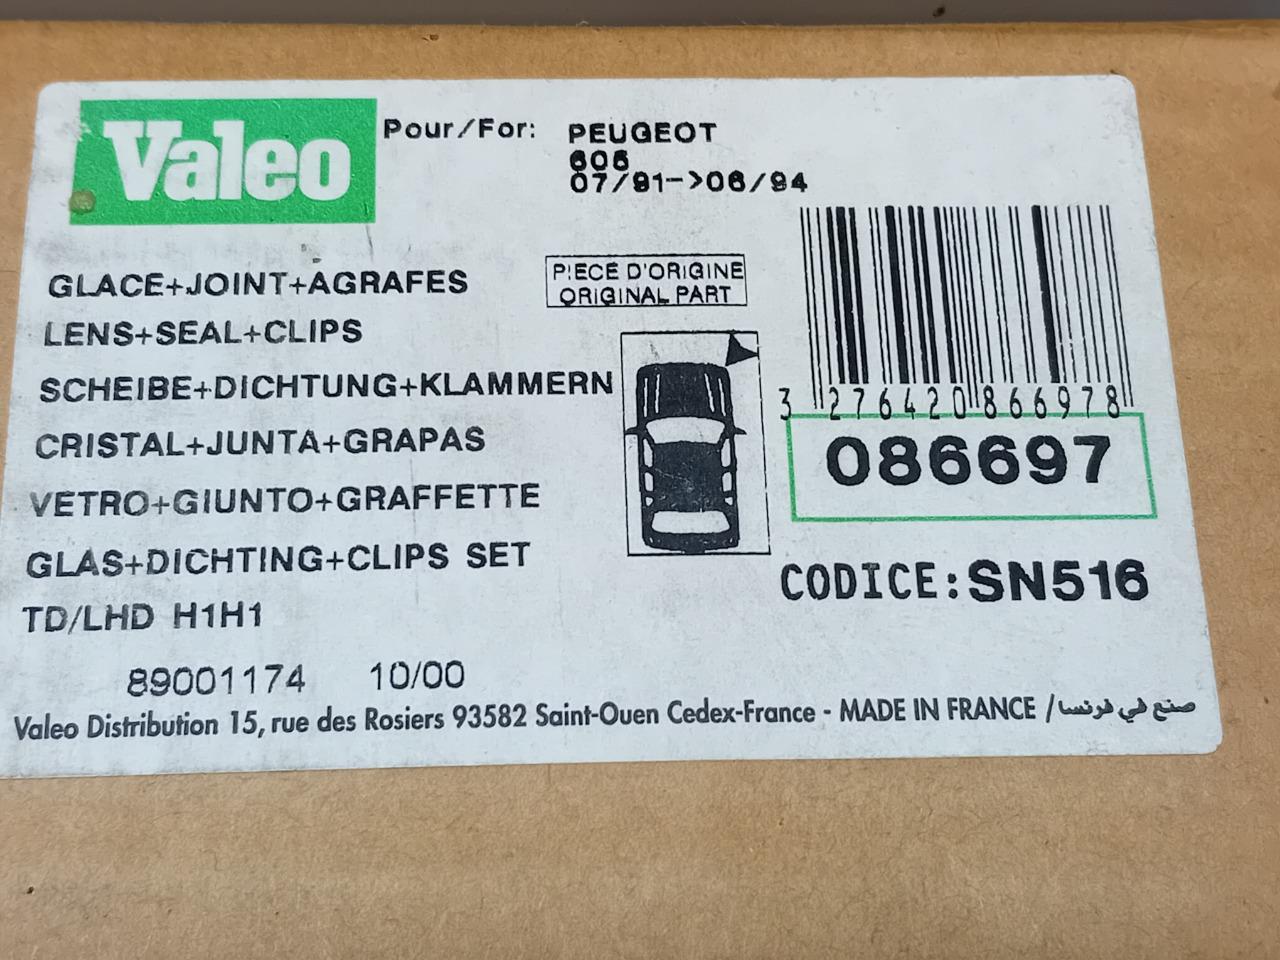 Valeo
Pour/For: PEUGEOT
605
07/91->06/94
GLACE+JOINT+AGRAFES
PIECE D'ORIGINE
ORIGINAL PART
LENS+SEAL+CLIPS
SCHEIBE+DICHTUNG+KLAMMERN
CRISTAL+JUNTA+GRAPAS
VETRO+GIUNTO+GRAFFETTE
GLAS+DICHTING+CLIPS SET
TD/LHD H1H1
3 276420 866978
086697
CODICE:SN516
89001174 10/00
Valeo Distribution 15, rue des Rosiers 93582 Saint-Ouen Cedex-France - MADE IN FRANCE / صنع في فرنسا